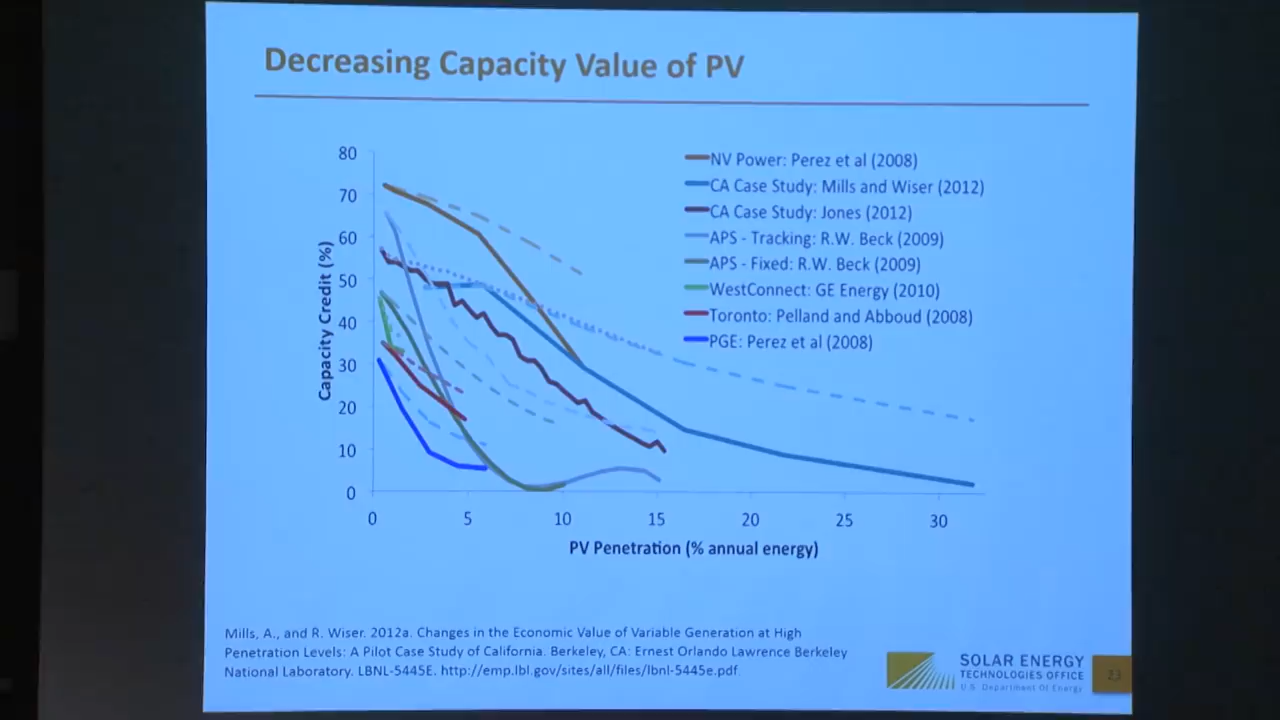 Decreasing Capacity Value of PV
80
70
60
50
40
30
20
10
0
Capacity Credit (%)
0 5 10 15 20 25 30
PV Penetration (% annual energy)
NV Power: Perez et al (2008)
CA Case Study: Mills and Wiser (2012)
CA Case Study: Jones (2012)
APS - Tracking: R.W. Beck (2009)
APS - Fixed: R.W. Beck (2009)
WestConnect: GE Energy (2010)
Toronto: Pelland and Abboud (2008)
PGE: Perez et al (2008)
Mills, A., and R. Wiser. 2012a. Changes in the Economic Value of Variable Generation at High
Penetration Levels: A Pilot Case Study of California. Berkeley, CA: Ernest Orlando Lawrence Berkeley
National Laboratory. LBNL-5445E. http://emp.lbl.gov/sites/all/files/lbnl-5445e.pdf.
SOLAR ENERGY
TECHNOLOGIES OFFICE
U.S. Department Of Energy
23